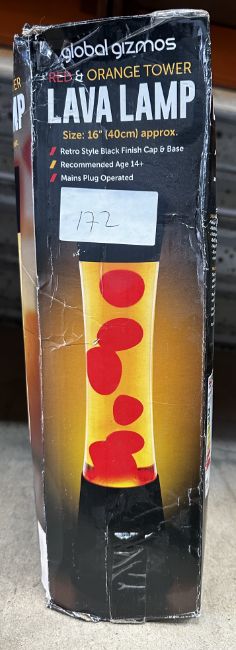 global gizmos
RED & ORANGE TOWER
LAVA LAMP
Size: 16" (40cm) approx.
Retro Style Black Finish Cap & Base
Recommended Age 14+
Mains Plug Operated
172